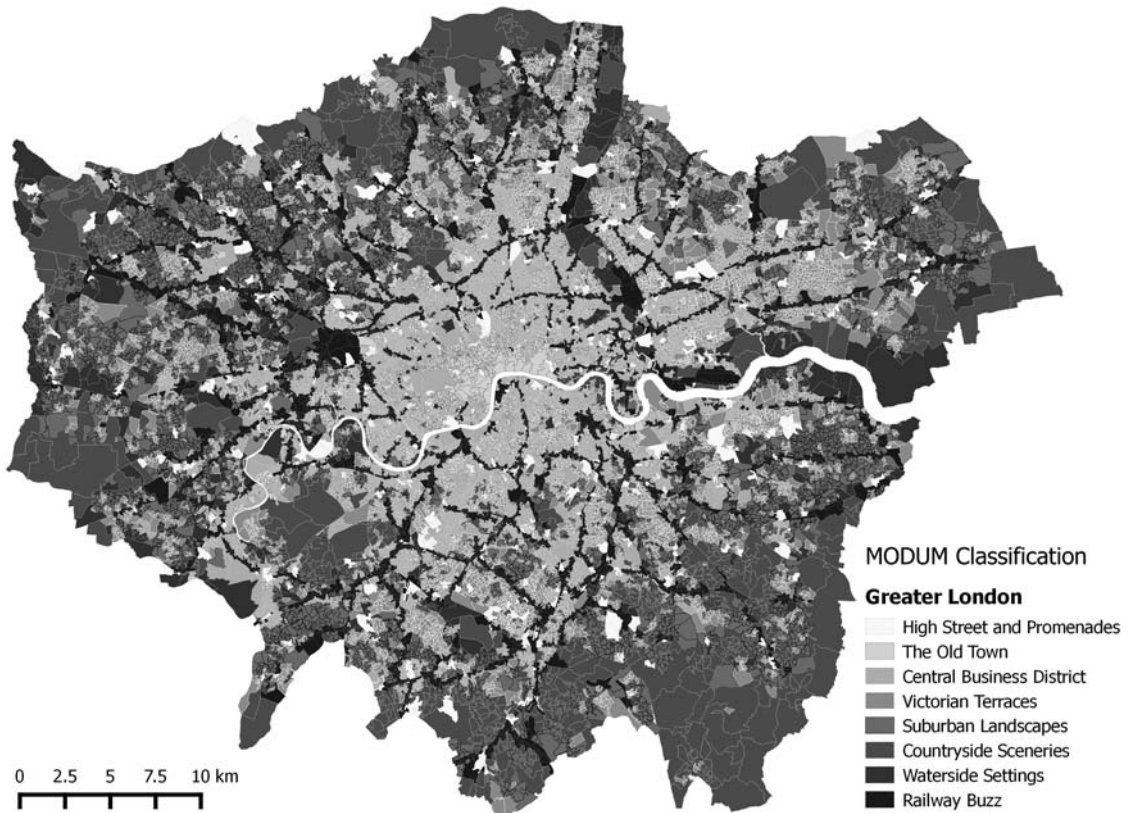 MODUM Classification
Greater London
High Street and Promenades
The Old Town
Central Business District
Victorian Terraces
Suburban Landscapes
Countryside Sceneries
Waterside Settings
Railway Buzz
0 2.5 5 7.5 10 km